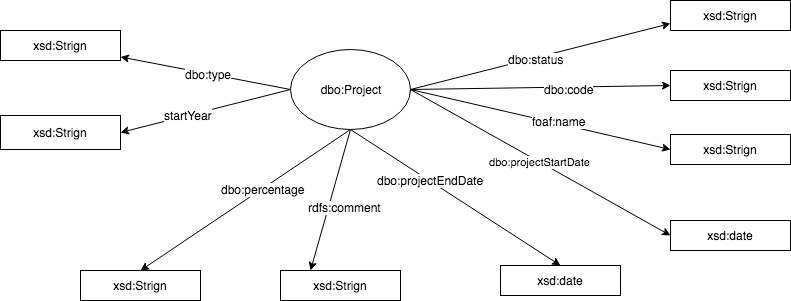 xsd:Strign
xsd:Strign
dbo:status
dbo:type
dbo:Project
dbo:code
xsd:Strign
startYear
foaf:name
xsd:Strign
xsd:Strign
dbo:projectStartDate
dbo:percentage
dbo:projectEndDate
rdfs:comment
xsd:date
xsd:Strign
xsd:Strign
xsd:date